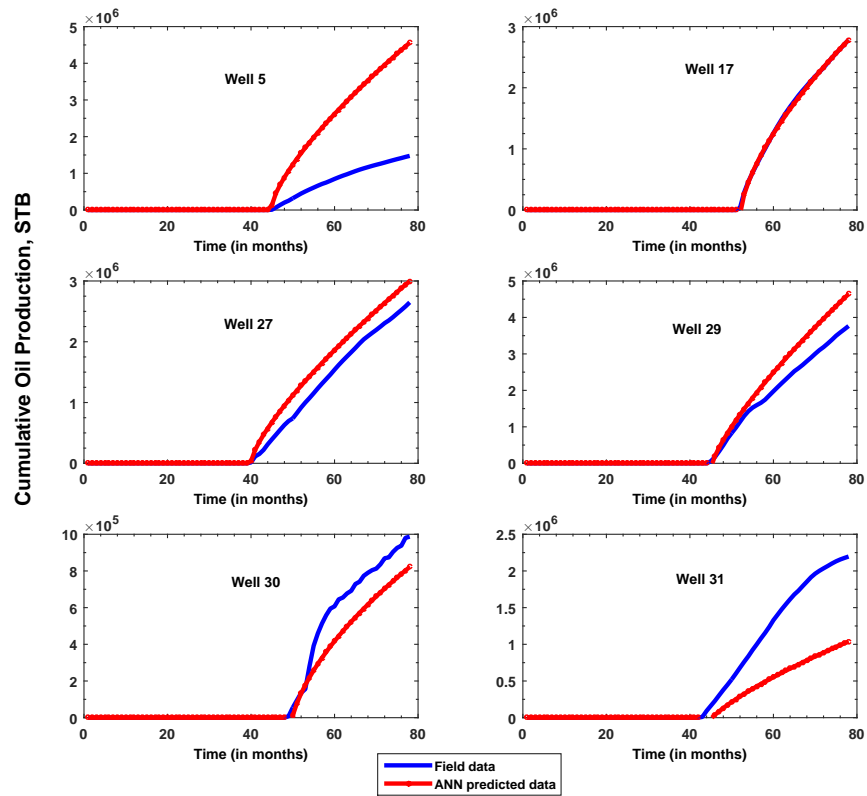 Cumulative Oil Production, STB
×10^6
5
4
3
2
1
0
Well 5
0 20 40 60 80
Time (in months)
×10^6
3
2
1
0
Well 17
0 20 40 60 80
Time (in months)
×10^6
3
2
1
0
Well 27
0 20 40 60 80
Time (in months)
×10^6
5
4
3
2
1
0
Well 29
0 20 40 60 80
Time (in months)
×10^5
10
8
6
4
2
0
Well 30
0 20 40 60 80
Time (in months)
×10^6
2.5
2
1.5
1
0.5
0
Well 31
0 20 40 60 80
Time (in months)
Field data
ANN predicted data